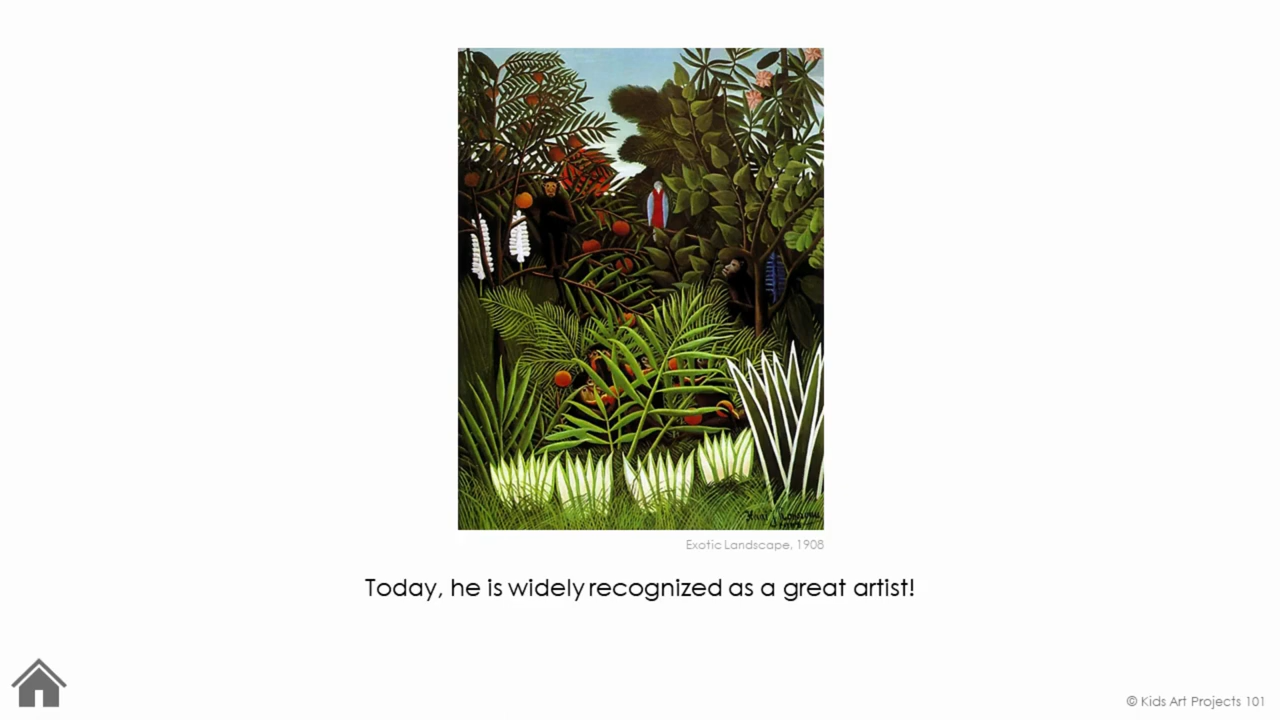 Exotic Landscape, 1908
Today, he is widely recognized as a great artist!
© Kids Art Projects 101